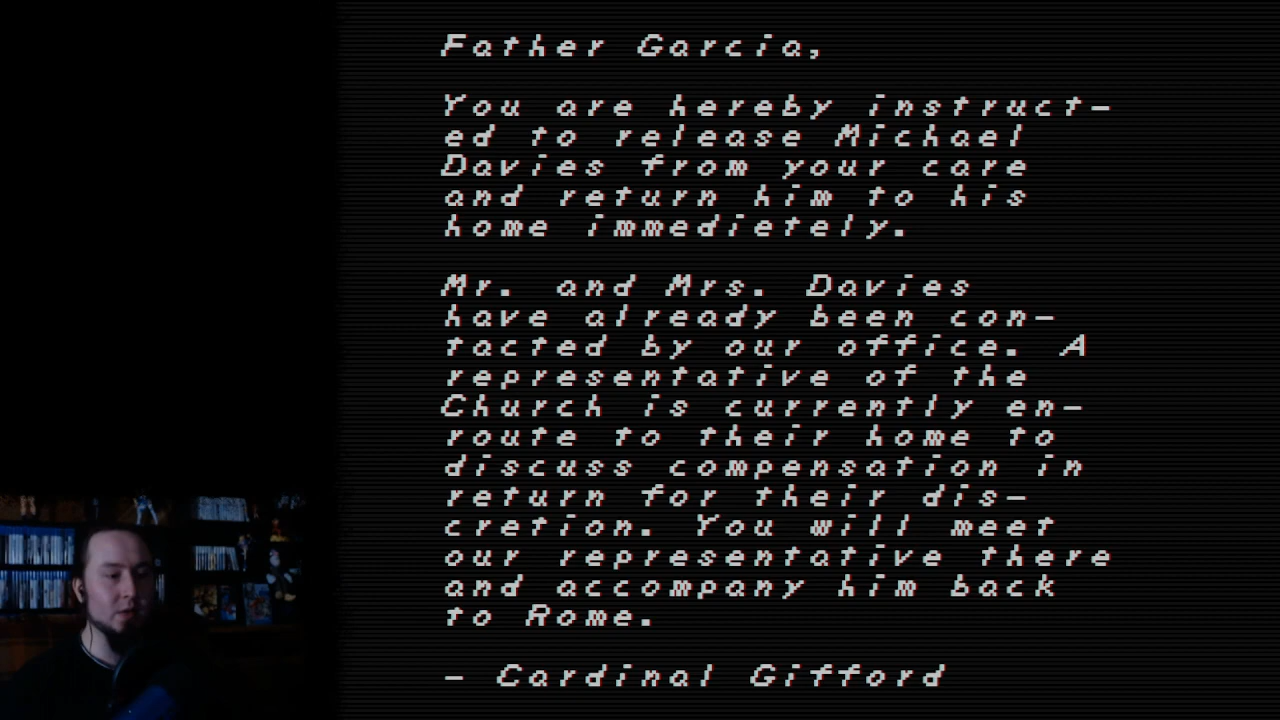 Father Garcia,
You are hereby instruct-
ed to release Michael
Davies from your care
and return him to his
home immedietely.
Mr. and Mrs. Davies
have already been con-
tacted by our office. A
representative of the
Church is currently en-
route to their home to
discuss compensation in
return for their dis-
cretion. You will meet
our representative there
and accompany him back
to Rome.
- Cardinal Gifford